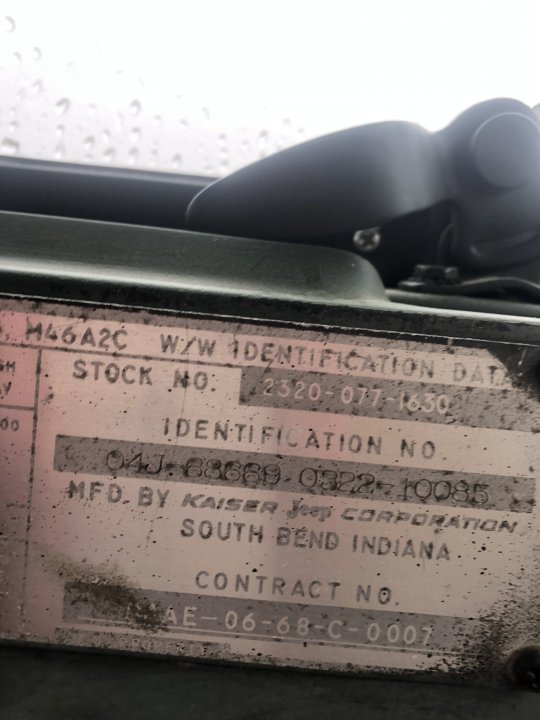 M46A2C W/W IDENTIFICATION DATA
STOCK NO. 2320-077-1630
IDENTIFICATION NO.
04J-68669 0322-10085
MFD. BY KAISER Jeep CORPORATION
SOUTH BEND INDIANA
CONTRACT NO.
AE-06-68-C-0007